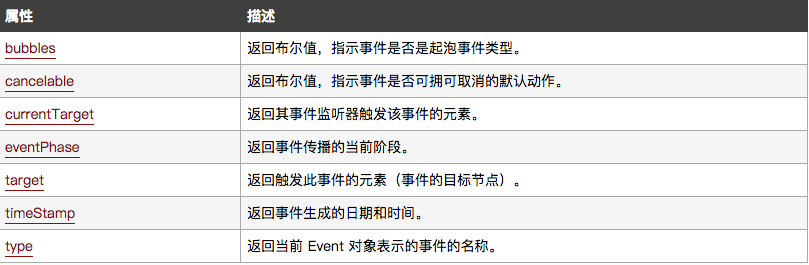 属性 描述
bubbles 返回布尔值，指示事件是否是起泡事件类型。
cancelable 返回布尔值，指示事件是否可拥可取消的默认动作。
currentTarget 返回其事件监听器触发该事件的元素。
eventPhase 返回事件传播的当前阶段。
target 返回触发此事件的元素（事件的目标节点）。
timeStamp 返回事件生成的日期和时间。
type 返回当前 Event 对象表示的事件的名称。